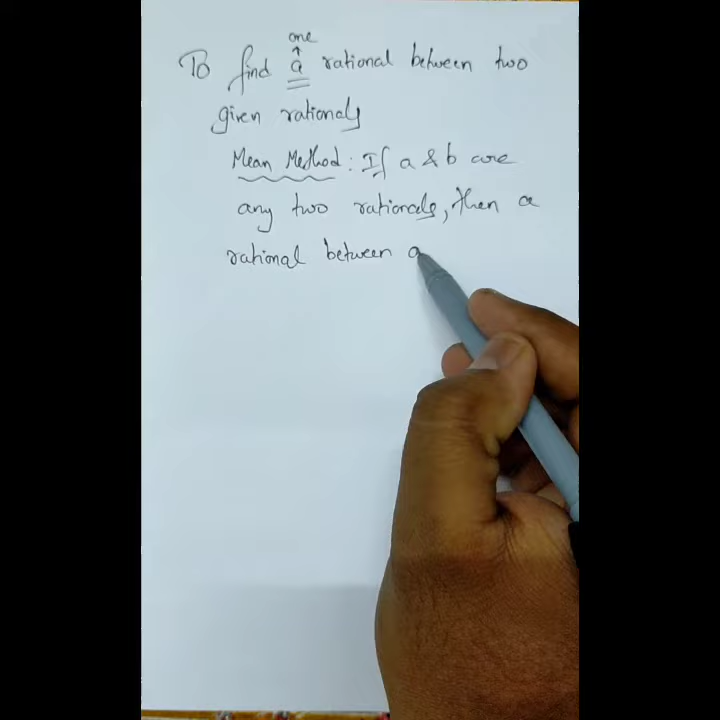 one
To find a rational between two
given rationals
Mean Method: If a & b are
any two rationals, then a
rational between a